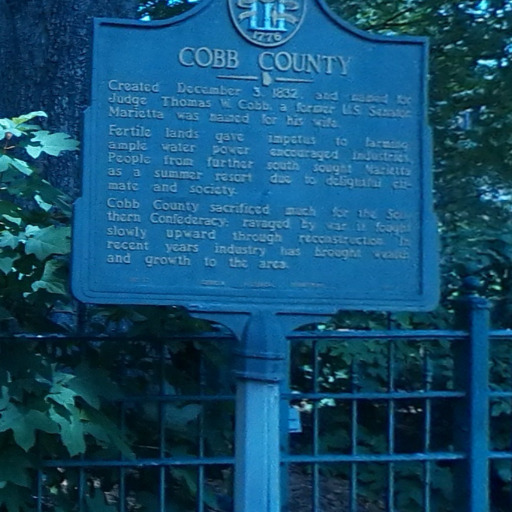 1776
COBB COUNTY
Created December 3, 1832, and named for
Judge Thomas W. Cobb, a former U.S. Senator.
Marietta was named for his wife.
Fertile lands gave impetus to farming,
ample water power encouraged industries.
People from further south sought Marietta
as a summer resort due to delightful cli-
mate and society.
Cobb County sacrificed much for the Sou-
thern Confederacy; ravaged by war it fought
slowly upward through reconstruction. In
recent years industry has brought wealth
and growth to the area.